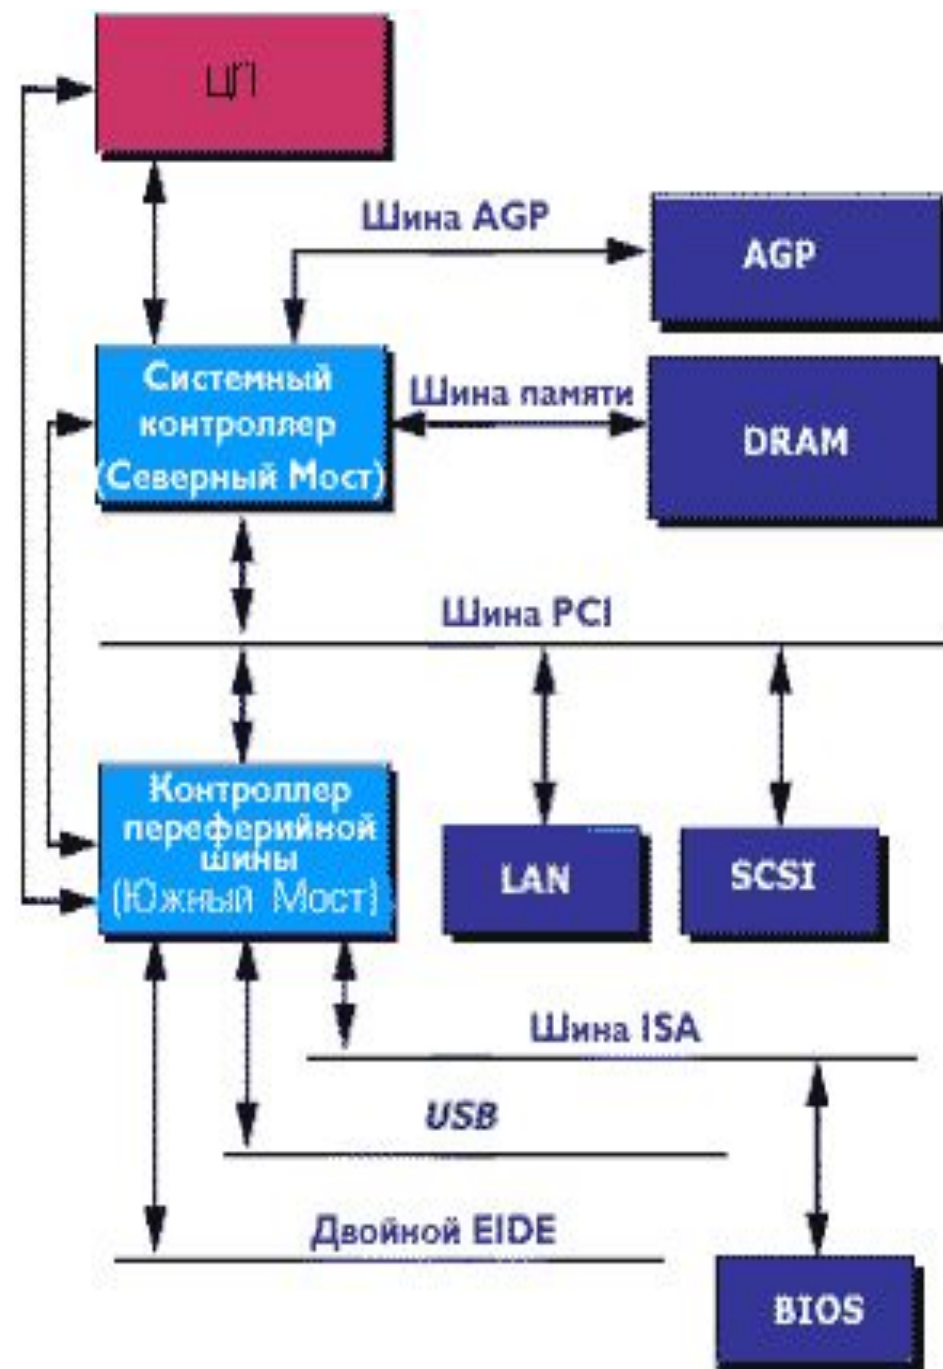 ЦП
Шина AGP
AGP
Системный
контроллер
(Северный Мост)
Шина памяти
DRAM
Шина PCI
Контроллер
переферийной
шины
(Южный Мост)
LAN
SCSI
Шина ISA
USB
Двойной EIDE
BIOS